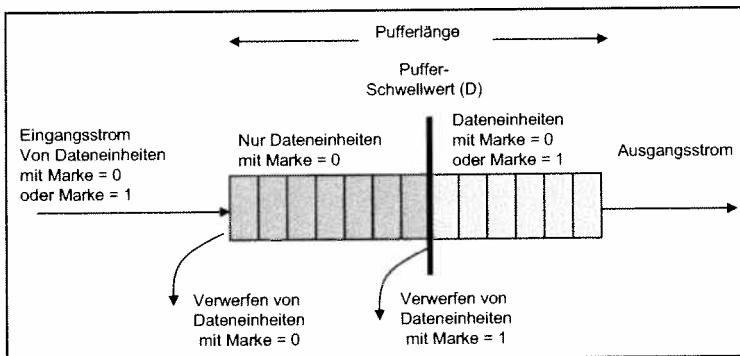 Pufferlänge
Puffer-
Schwellwert (D)
Eingangsstrom
Von Dateneinheiten
mit Marke = 0
oder Marke = 1
Nur Dateneinheiten
mit Marke = 0
Dateneinheiten
mit Marke = 0
oder Marke = 1
Ausgangsstrom
Verwerfen von
Dateneinheiten
mit Marke = 0
Verwerfen von
Dateneinheiten
mit Marke = 1